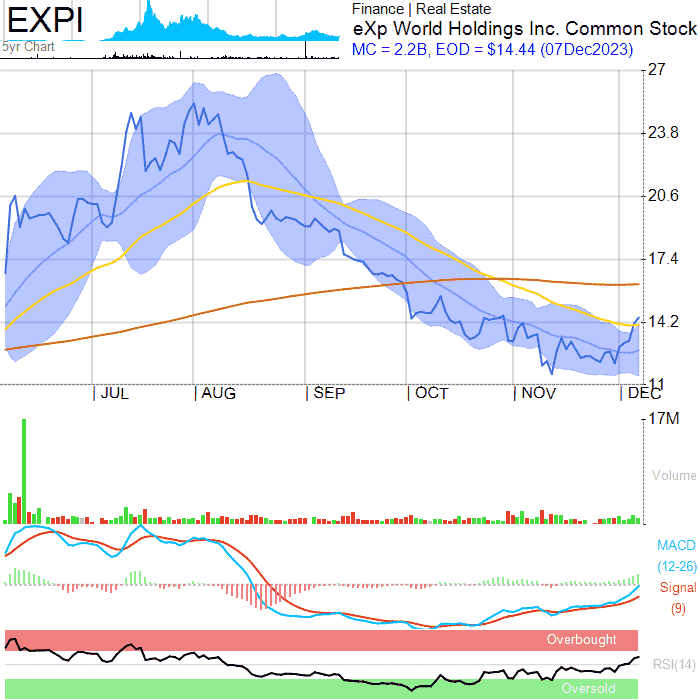 EXPI
5yr Chart
Finance | Real Estate
eXp World Holdings Inc. Common Stock
MC = 2.2B, EOD = $14.44 (07Dec2023)
27
23.8
20.6
17.4
14.2
11
JUL AUG SEP OCT NOV DEC
17M
Volume
MACD
(12-26)
Signal
(9)
Overbought
RSI(14)
Oversold